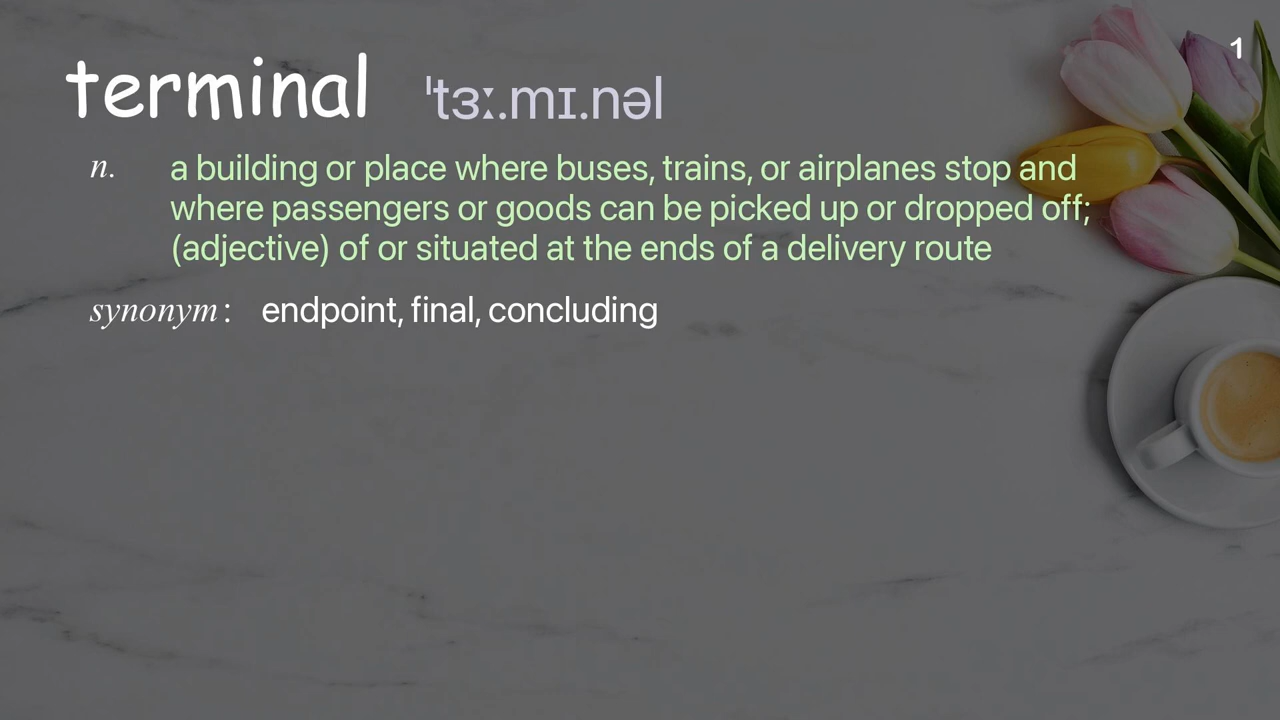 1
terminal ˈtɜː.mɪ.nəl
n. a building or place where buses, trains, or airplanes stop and
where passengers or goods can be picked up or dropped off;
(adjective) of or situated at the ends of a delivery route
synonym: endpoint, final, concluding